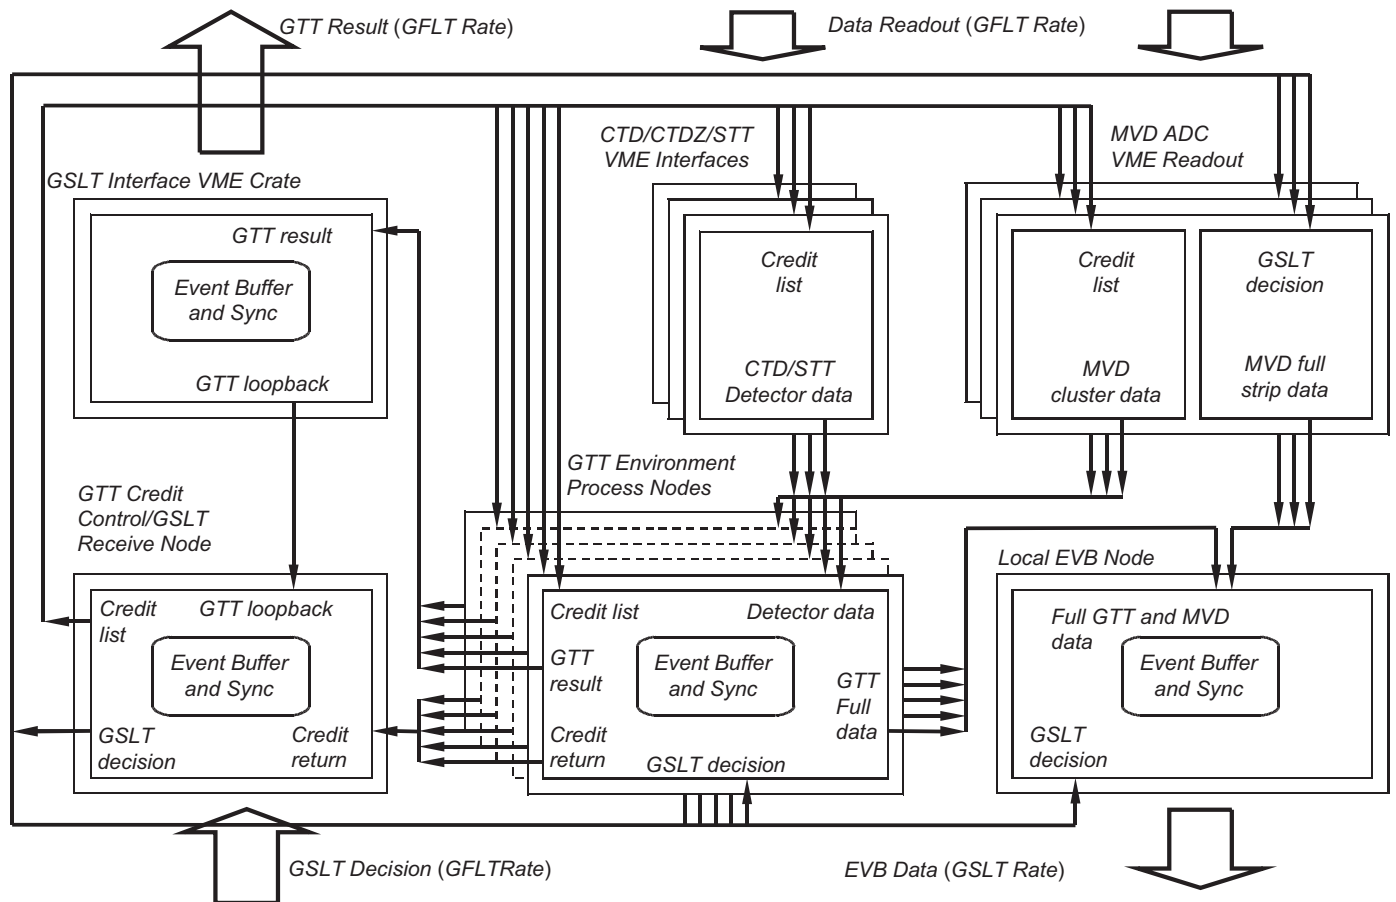 GTT Result (GFLT Rate)
Data Readout (GFLT Rate)
CTD/CTDZ/STT
VME Interfaces
MVD ADC
VME Readout
GSLT Interface VME Crate
GTT result
Event Buffer
and Sync
GTT loopback
Credit
list
CTD/STT
Detector data
Credit
list
MVD
cluster data
GSLT
decision
MVD full
strip data
GTT Credit
Control/GSLT
Receive Node
GTT Environment
Process Nodes
Local EVB Node
Credit
list
GTT loopback
Event Buffer
and Sync
GSLT
decision
Credit
return
Credit list
Detector data
GTT
result
Event Buffer
and Sync
GTT
Full
data
Credit
return
GSLT decision
Full GTT and MVD
data
Event Buffer
and Sync
GSLT
decision
GSLT Decision (GFLTRate)
EVB Data (GSLT Rate)